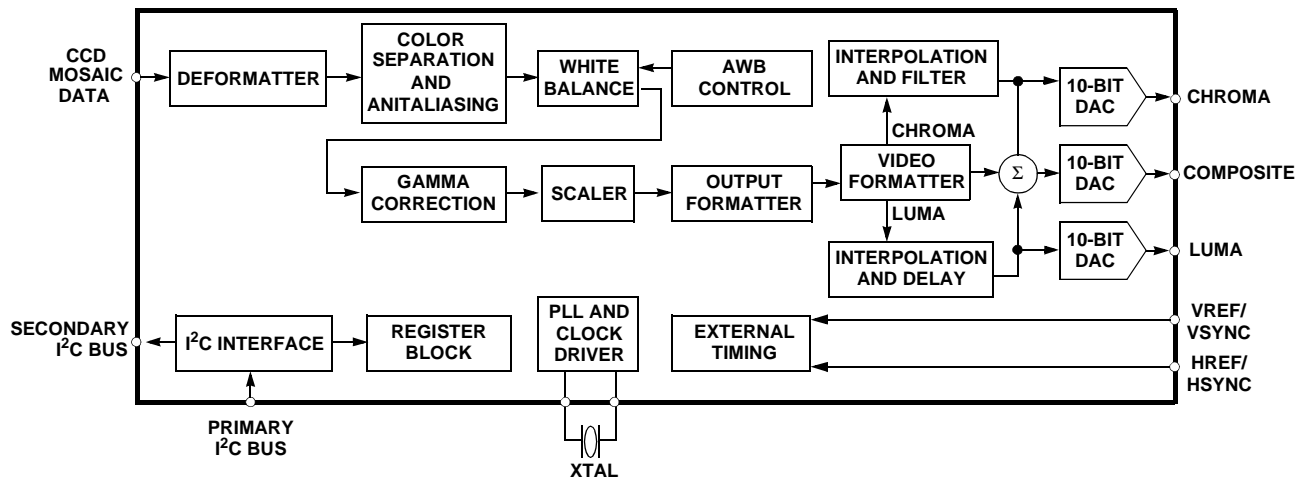 CCD
MOSAIC
DATA
DEFORMATTER
COLOR
SEPARATION
AND
ANITALIASING
WHITE
BALANCE
AWB
CONTROL
INTERPOLATION
AND FILTER
10-BIT
DAC
CHROMA
CHROMA
GAMMA
CORRECTION
SCALER
OUTPUT
FORMATTER
VIDEO
FORMATTER
Σ
10-BIT
DAC
COMPOSITE
LUMA
INTERPOLATION
AND DELAY
10-BIT
DAC
LUMA
SECONDARY
I²C BUS
I²C INTERFACE
REGISTER
BLOCK
PLL AND
CLOCK
DRIVER
EXTERNAL
TIMING
VREF/
VSYNC
HREF/
HSYNC
PRIMARY
I²C BUS
XTAL